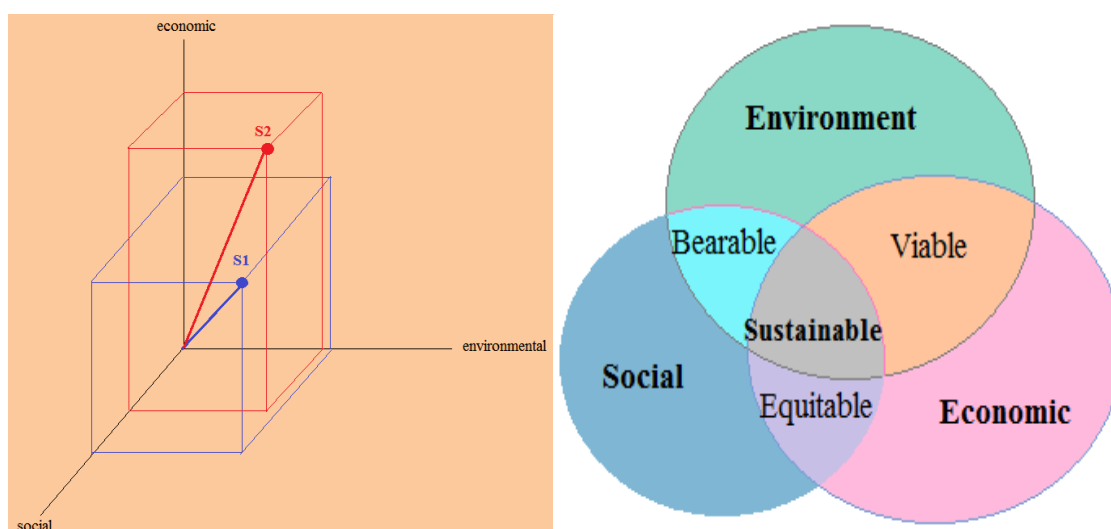 economic
S2
S1
environmental
social
Environment
Bearable
Viable
Sustainable
Social
Equitable
Economic